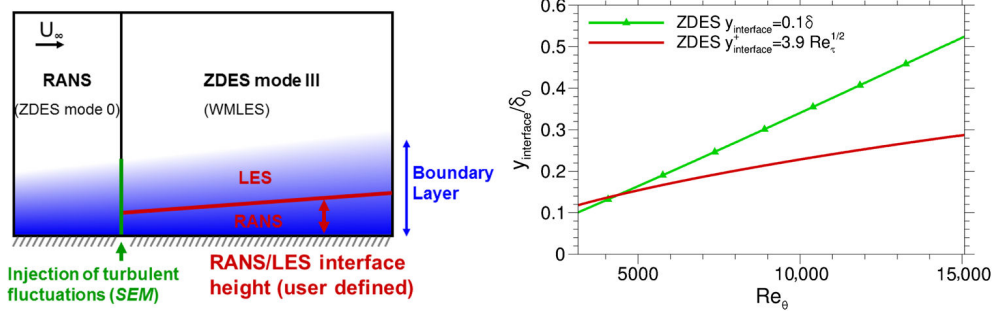 U∞
RANS
(ZDES mode 0)
ZDES mode III
(WMLES)
LES
RANS
Boundary
Layer
Injection of turbulent
fluctuations (SEM)
RANS/LES interface
height (user defined)
0.6
0.5
0.4
0.3
0.2
0.1
0
y_interface/δ_0
ZDES y_interface=0.1δ
ZDES y^+_interface=3.9 Re_τ^1/2
5000
10,000
15,000
Re_θ